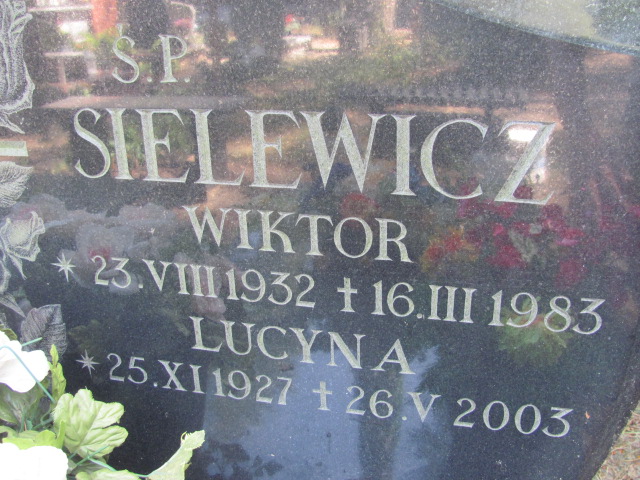 Ś.P.
SIELEWICZ
WIKTOR
* 23.VIII 1932 ✝ 16.III 1983
LUCYNA
* 25.XI 1927 ✝ 26.V 2003